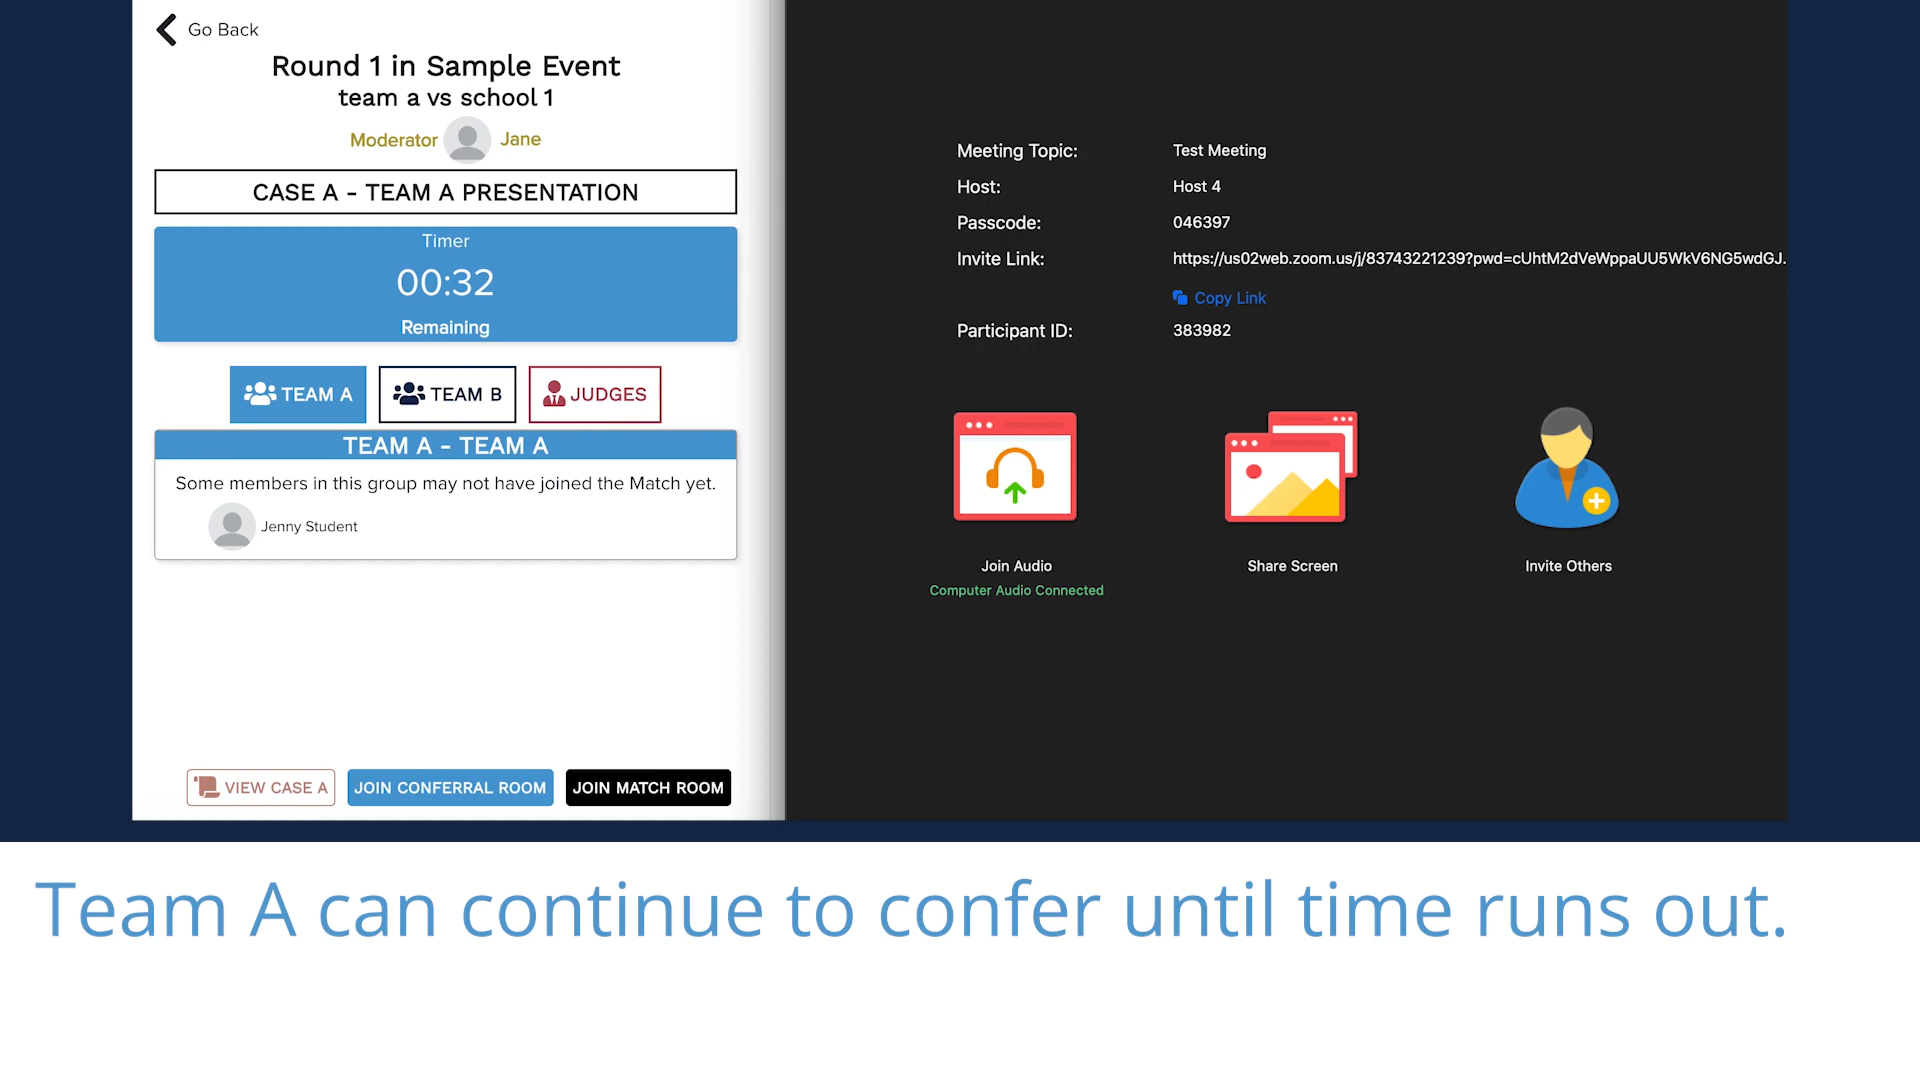 Go Back
Round 1 in Sample Event
team a vs school 1
Moderator Jane
CASE A - TEAM A PRESENTATION
Timer
00:32
Remaining
TEAM A TEAM B JUDGES
TEAM A - TEAM A
Some members in this group may not have joined the Match yet.
Jenny Student
VIEW CASE A JOIN CONFERRAL ROOM JOIN MATCH ROOM
Meeting Topic: Test Meeting
Host: Host 4
Passcode: 046397
Invite Link: https://us02web.zoom.us/j/83743221239?pwd=cUhtM2dVeWppaUU5WkV6NG5wdGJ.
Copy Link
Participant ID: 383982
Join Audio Share Screen Invite Others
Computer Audio Connected
Team A can continue to confer until time runs out.